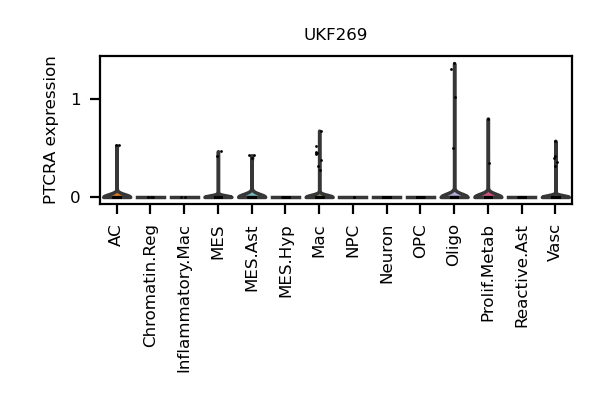 UKF269
PTCRA expression
1
0
AC
Chromatin.Reg
Inflammatory.Mac
MES
MES.Ast
MES.Hyp
Mac
NPC
Neuron
OPC
Oligo
Prolif.Metab
Reactive.Ast
Vasc